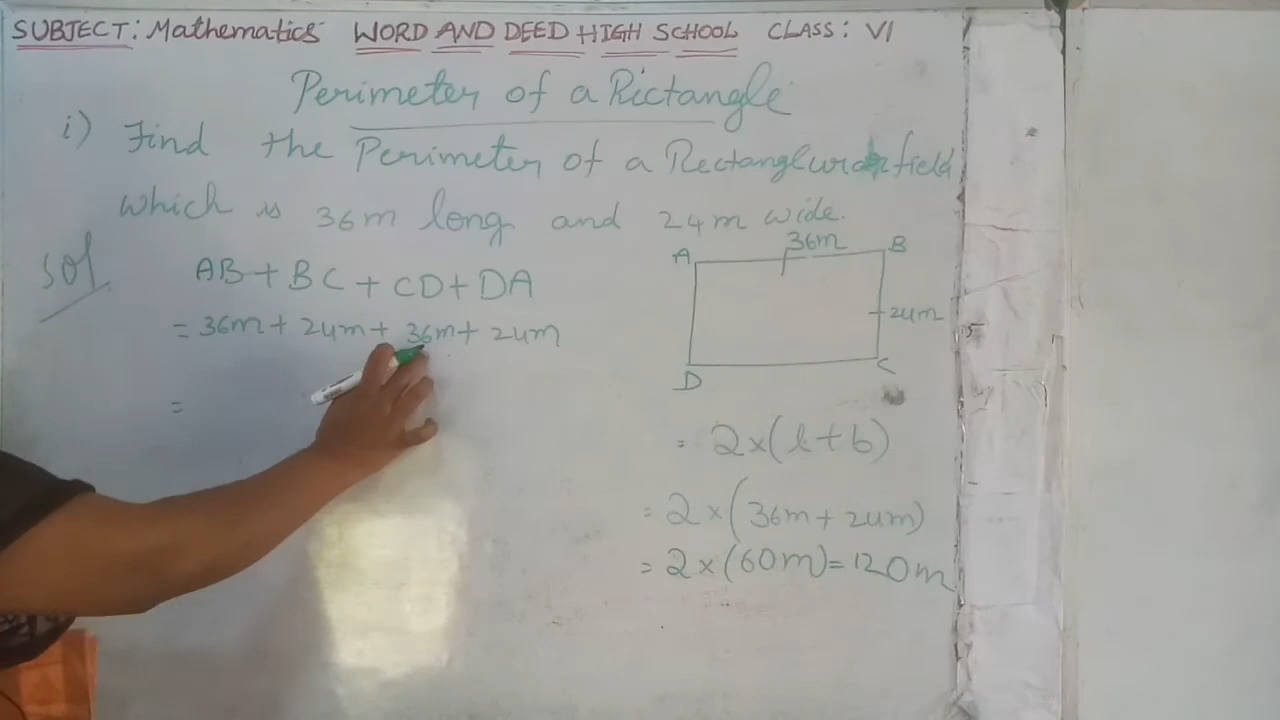 SUBJECT: Mathematics WORD AND DEED HIGH SCHOOL CLASS: VI
Perimeter of a Rictangle
i) Find the Perimeter of a Rectanglur field
which is 36m long and 24m wide.
Sol
AB+BC+CD+DA
= 36m+24m+36m+24m
=
A 36m B
24m
D C
= 2×(l+b)
= 2×(36m+24m)
= 2×(60m)=120m